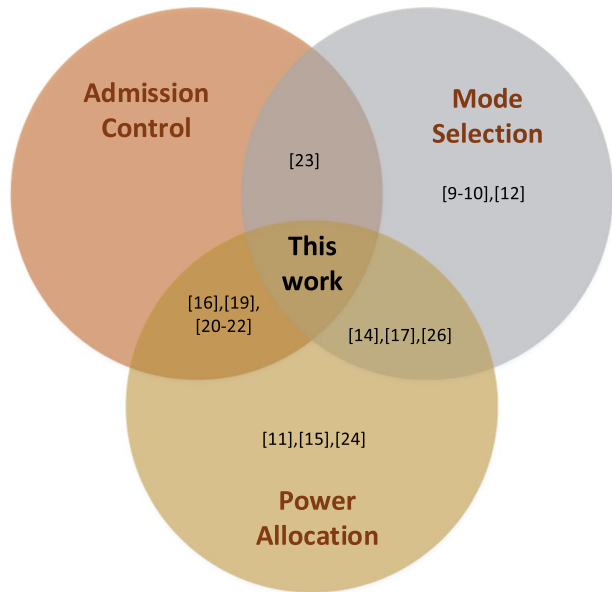 Admission
Control
Mode
Selection
[23]
[9-10],[12]
This
work
[16],[19],
[20-22]
[14],[17],[26]
[11],[15],[24]
Power
Allocation